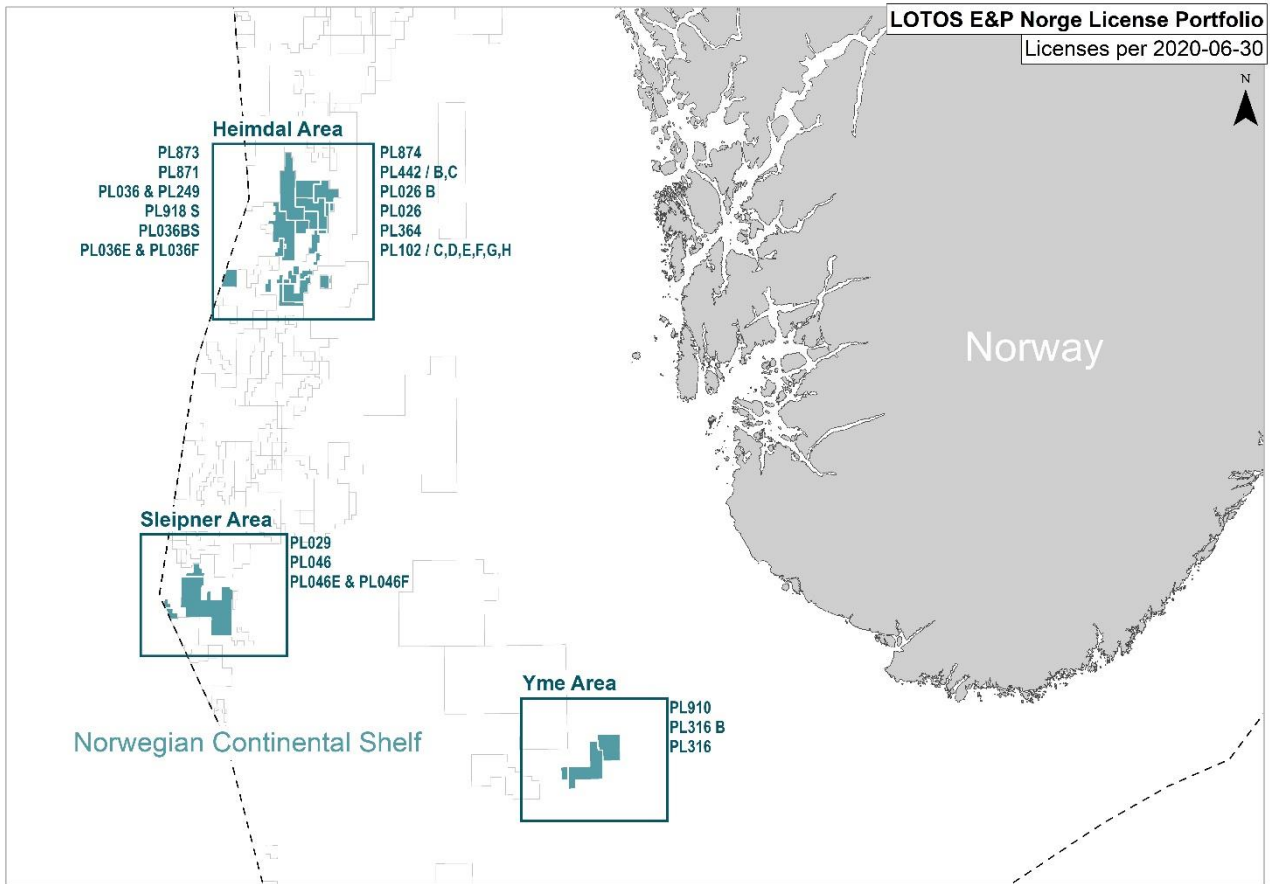 LOTOS E&P Norge License Portfolio
Licenses per 2020-06-30
N
Heimdal Area
PL873
PL871
PL036 & PL249
PL918 S
PL036BS
PL036E & PL036F
PL874
PL442 / B,C
PL026 B
PL026
PL364
PL102 / C,D,E,F,G,H
Norway
Sleipner Area
PL029
PL046
PL046E & PL046F
Yme Area
PL910
PL316 B
PL316
Norwegian Continental Shelf